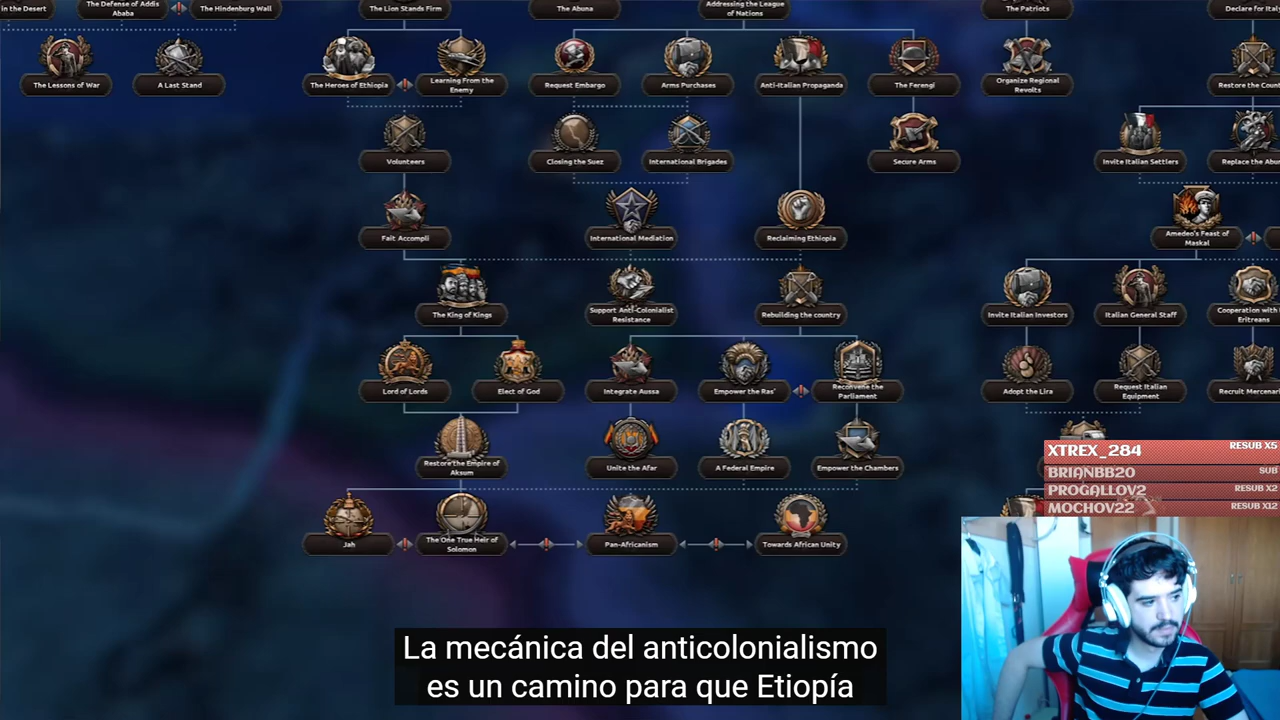 in the Desert
The Defense of Addis
Ababa
The Hindenburg Wall
The Lion Stands Firm
The Abuna
Addressing the League
of Nations
The Patriots
Declare for Italy
The Lessons of War
A Last Stand
The Heroes of Ethiopia
Learning From the
Enemy
Request Embargo
Arms Purchases
Anti-Italian Propaganda
The Ferengi
Organize Regional
Revolts
Restore the
Volunteers
Closing the Suez
International Brigades
Secure Arms
Invite Italian Settlers
Replace the
Fait Accompli
International Mediation
Reclaiming Ethiopia
Amedeo's Feast of
Maskal
The King of Kings
Support Anti-Colonialist
Resistance
Rebuilding the country
Invite Italian Investors
Italian General Staff
Cooperation with
Eritreans
Lord of Lords
Elect of God
Integrate Aussa
Empower the Ras'
Reconvene the
Parliament
Adopt the Lira
Request Italian
Equipment
Recruit
Restore the Empire of
Aksum
Unite the Afar
A Federal Empire
Empower the Chambers
XTREX_284 RESUB X5
BRIANBB20 SUB
PROGALLOV2 RESUB X2
MOCHOV22 RESUB X12
Jah
The One True Heir of
Solomon
Pan-Africanism
Towards African Unity
La mecánica del anticolonialismo
es un camino para que Etiopía